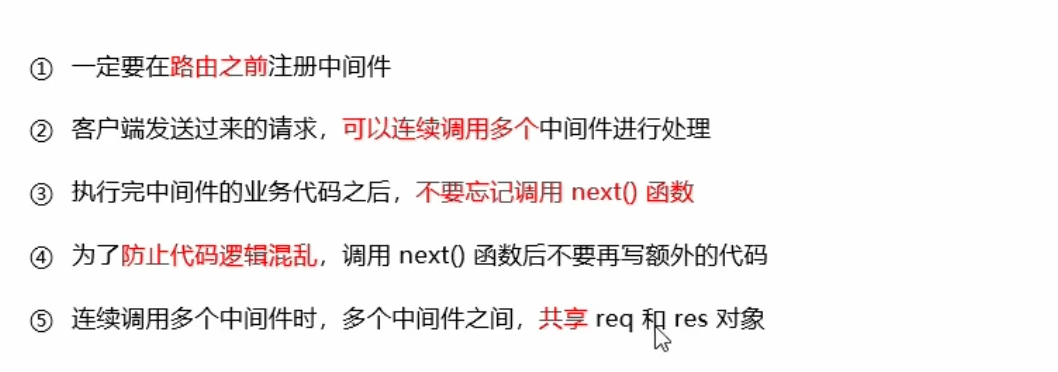 ① 一定要在路由之前注册中间件
② 客户端发送过来的请求，可以连续调用多个中间件进行处理
③ 执行完中间件的业务代码之后，不要忘记调用 next() 函数
④ 为了防止代码逻辑混乱，调用 next() 函数后不要再写额外的代码
⑤ 连续调用多个中间件时，多个中间件之间，共享 req 和 res 对象